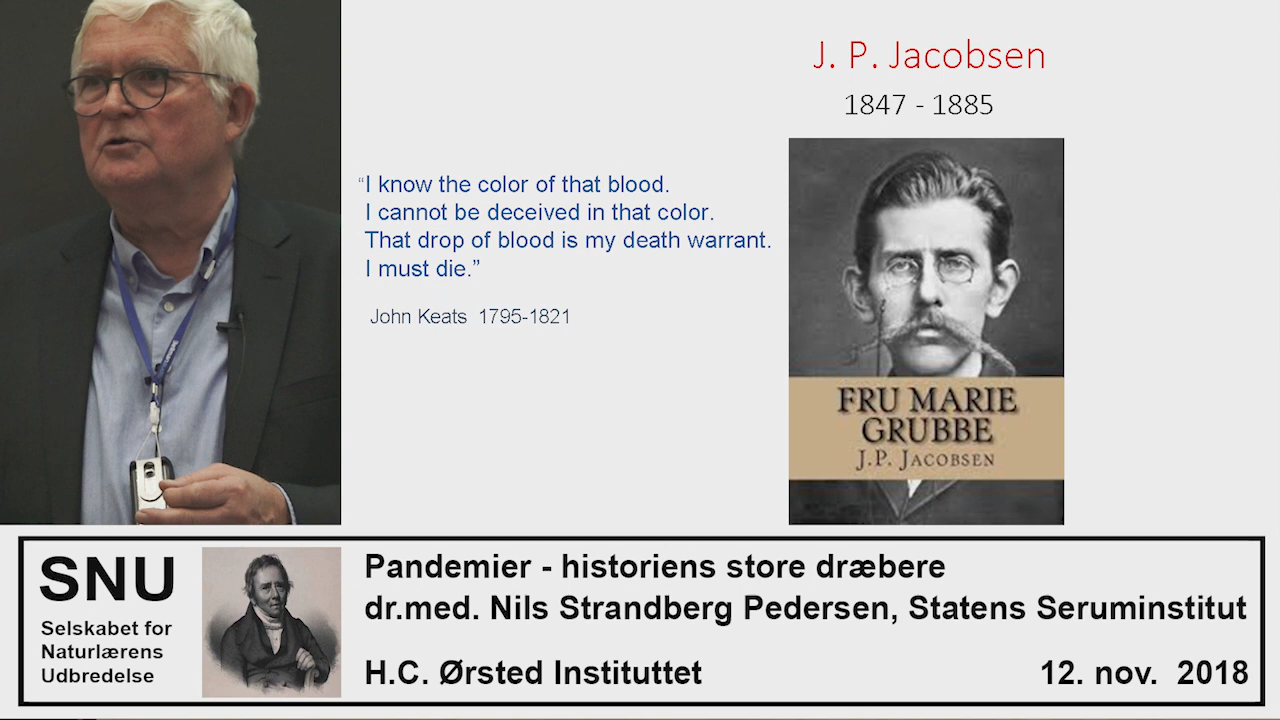 J. P. Jacobsen
1847 - 1885
“I know the color of that blood.
I cannot be deceived in that color.
That drop of blood is my death warrant.
I must die.”
John Keats 1795-1821
FRU MARIE
GRUBBE
J.P. JACOBSEN
SNU
Selskabet for
Naturlærens
Udbredelse
Pandemier - historiens store dræbere
dr.med. Nils Strandberg Pedersen, Statens Seruminstitut
H.C. Ørsted Instituttet
12. nov. 2018